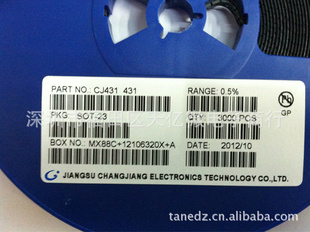 PART NO.: CJ431 431
RANGE: 0.5%
PKG: SOT-23
QTY: 3000 PCS
BOX NO.: MX88C+12106320X+A
DATE: 2012/10
GP
JIANGSU CHANGJIANG ELECTRONICS TECHNOLOGY CO.,LTD.
tanedz.cn.alibaba.com